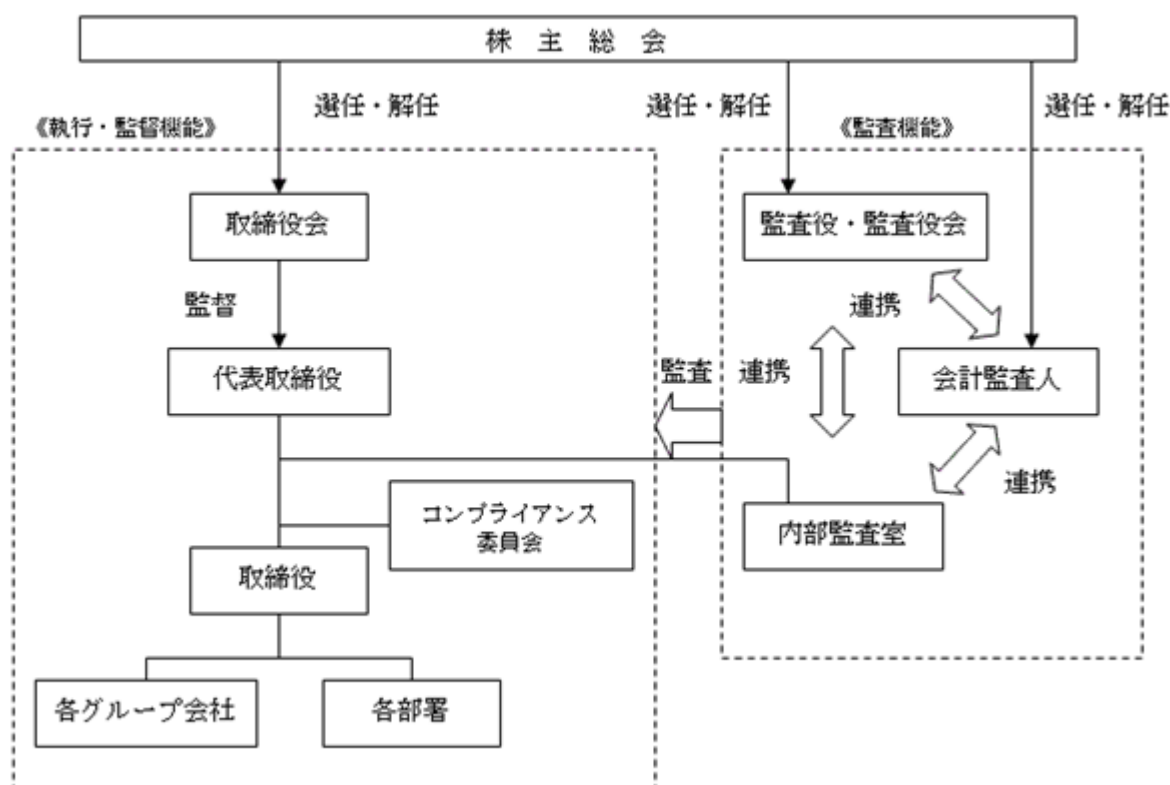 株主総会
選任・解任
選任・解任
選任・解任
《執行・監督機能》
《監査機能》
取締役会
監査役・監査役会
監督
連携
代表取締役
監査
連携
会計監査人
コンプライアンス
委員会
連携
内部監査室
取締役
各グループ会社
各部署